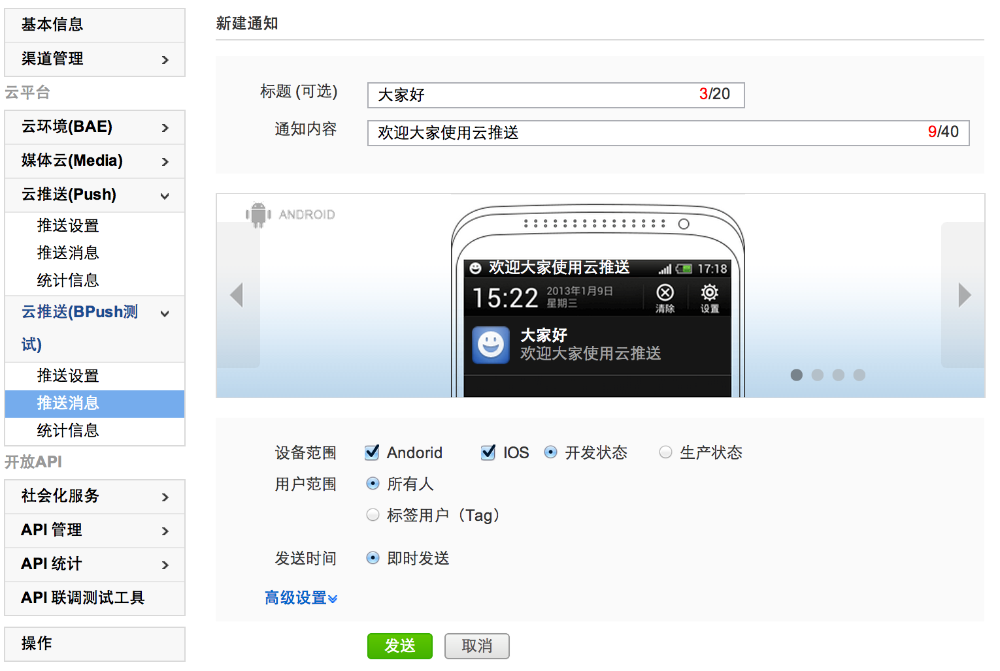 基本信息
渠道管理
云平台
云环境(BAE)
媒体云(Media)
云推送(Push)
推送设置
推送消息
统计信息
云推送(BPush测
试)
推送设置
推送消息
统计信息
开放API
社会化服务
API 管理
API 统计
API 联调测试工具
操作
新建通知
标题 (可选) 大家好 3/20
通知内容 欢迎大家使用云推送 9/40
ANDROID
欢迎大家使用云推送 17:18
15:22 2013年1月9日
星期三
清除 设置
大家好
欢迎大家使用云推送
设备范围 Andorid IOS 开发状态 生产状态
用户范围 所有人
标签用户（Tag）
发送时间 即时发送
高级设置
发送 取消